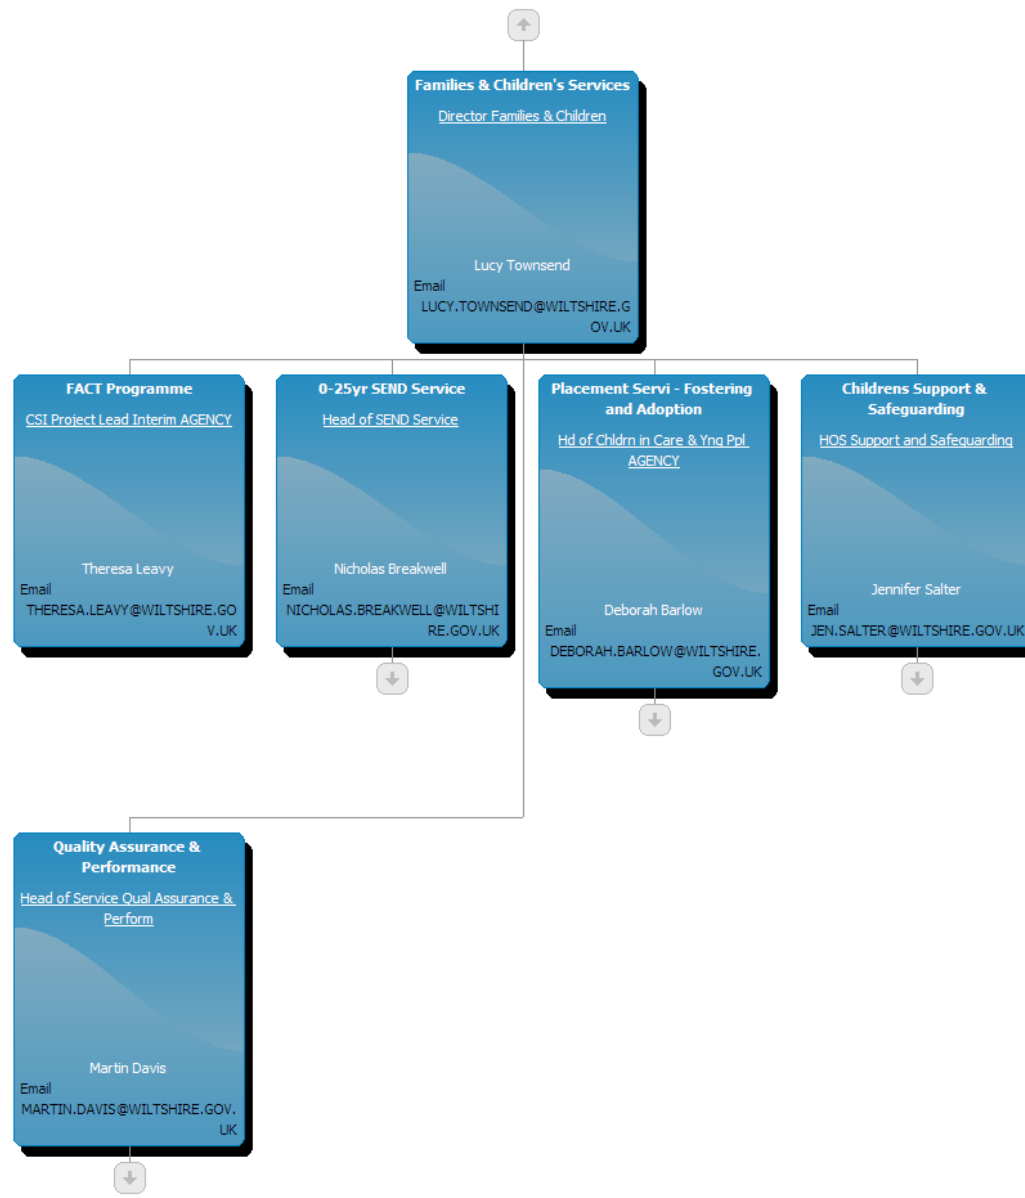 Families & Children's Services
Director Families & Children
Lucy Townsend
Email
LUCY.TOWNSEND@WILTSHIRE.G
OV.UK
FACT Programme
CSI Project Lead Interim AGENCY
Theresa Leavy
Email
THERESA.LEAVY@WILTSHIRE.GO
V.UK
0-25yr SEND Service
Head of SEND Service
Nicholas Breakwell
Email
NICHOLAS.BREAKWELL@WILTSHI
RE.GOV.UK
Placement Servi - Fostering
and Adoption
Hd of Chldrn in Care & Yng Ppl
AGENCY
Deborah Barlow
Email
DEBORAH.BARLOW@WILTSHIRE.
GOV.UK
Childrens Support &
Safeguarding
HOS Support and Safeguarding
Jennifer Salter
Email
JEN.SALTER@WILTSHIRE.GOV.UK
Quality Assurance &
Performance
Head of Service Qual Assurance &
Perform
Martin Davis
Email
MARTIN.DAVIS@WILTSHIRE.GOV.
UK